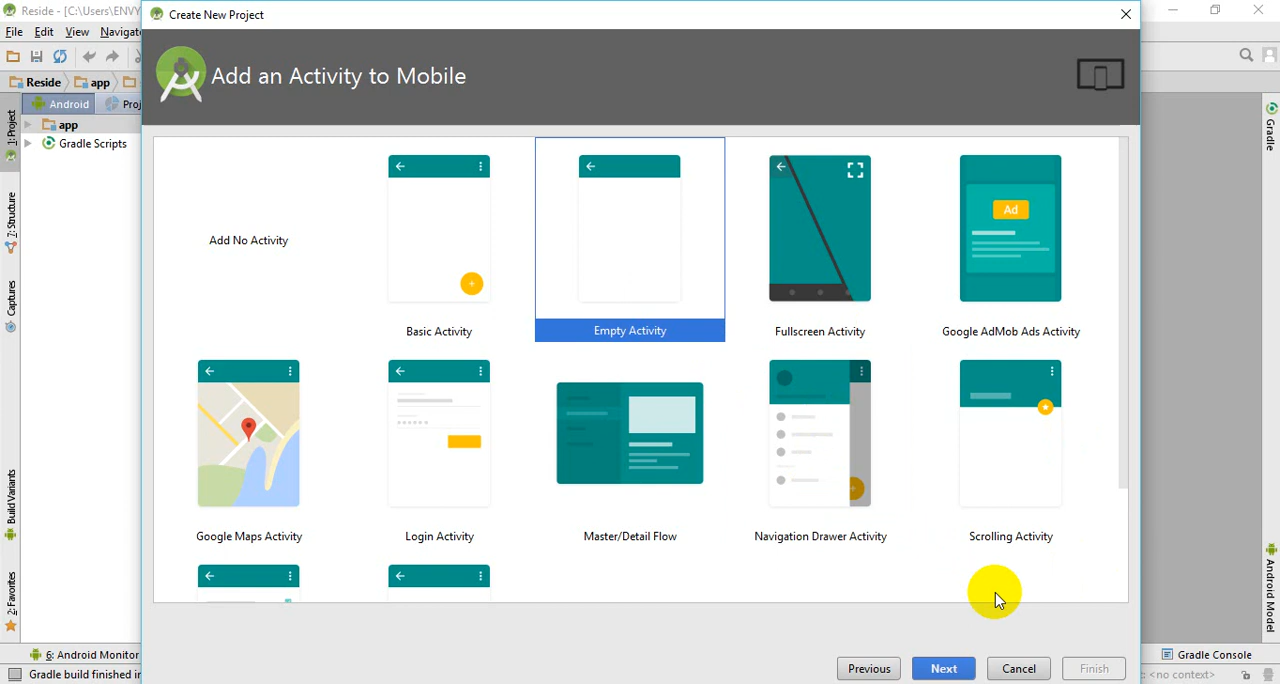 Reside - [C:\Users\ENVY
Create New Project
File Edit View Navigat
Add an Activity to Mobile
Reside app
Android Proj
app
Gradle Scripts
1: Project
7: Structure
Captures
Build Variants
2: Favorites
Gradle
Android Model
Add No Activity
Basic Activity
Empty Activity
Fullscreen Activity
Ad
Google AdMob Ads Activity
Google Maps Activity
Login Activity
Master/Detail Flow
Navigation Drawer Activity
Scrolling Activity
Previous
Next
Cancel
Finish
6: Android Monitor
Gradle Console
Gradle build finished in
: <no context>